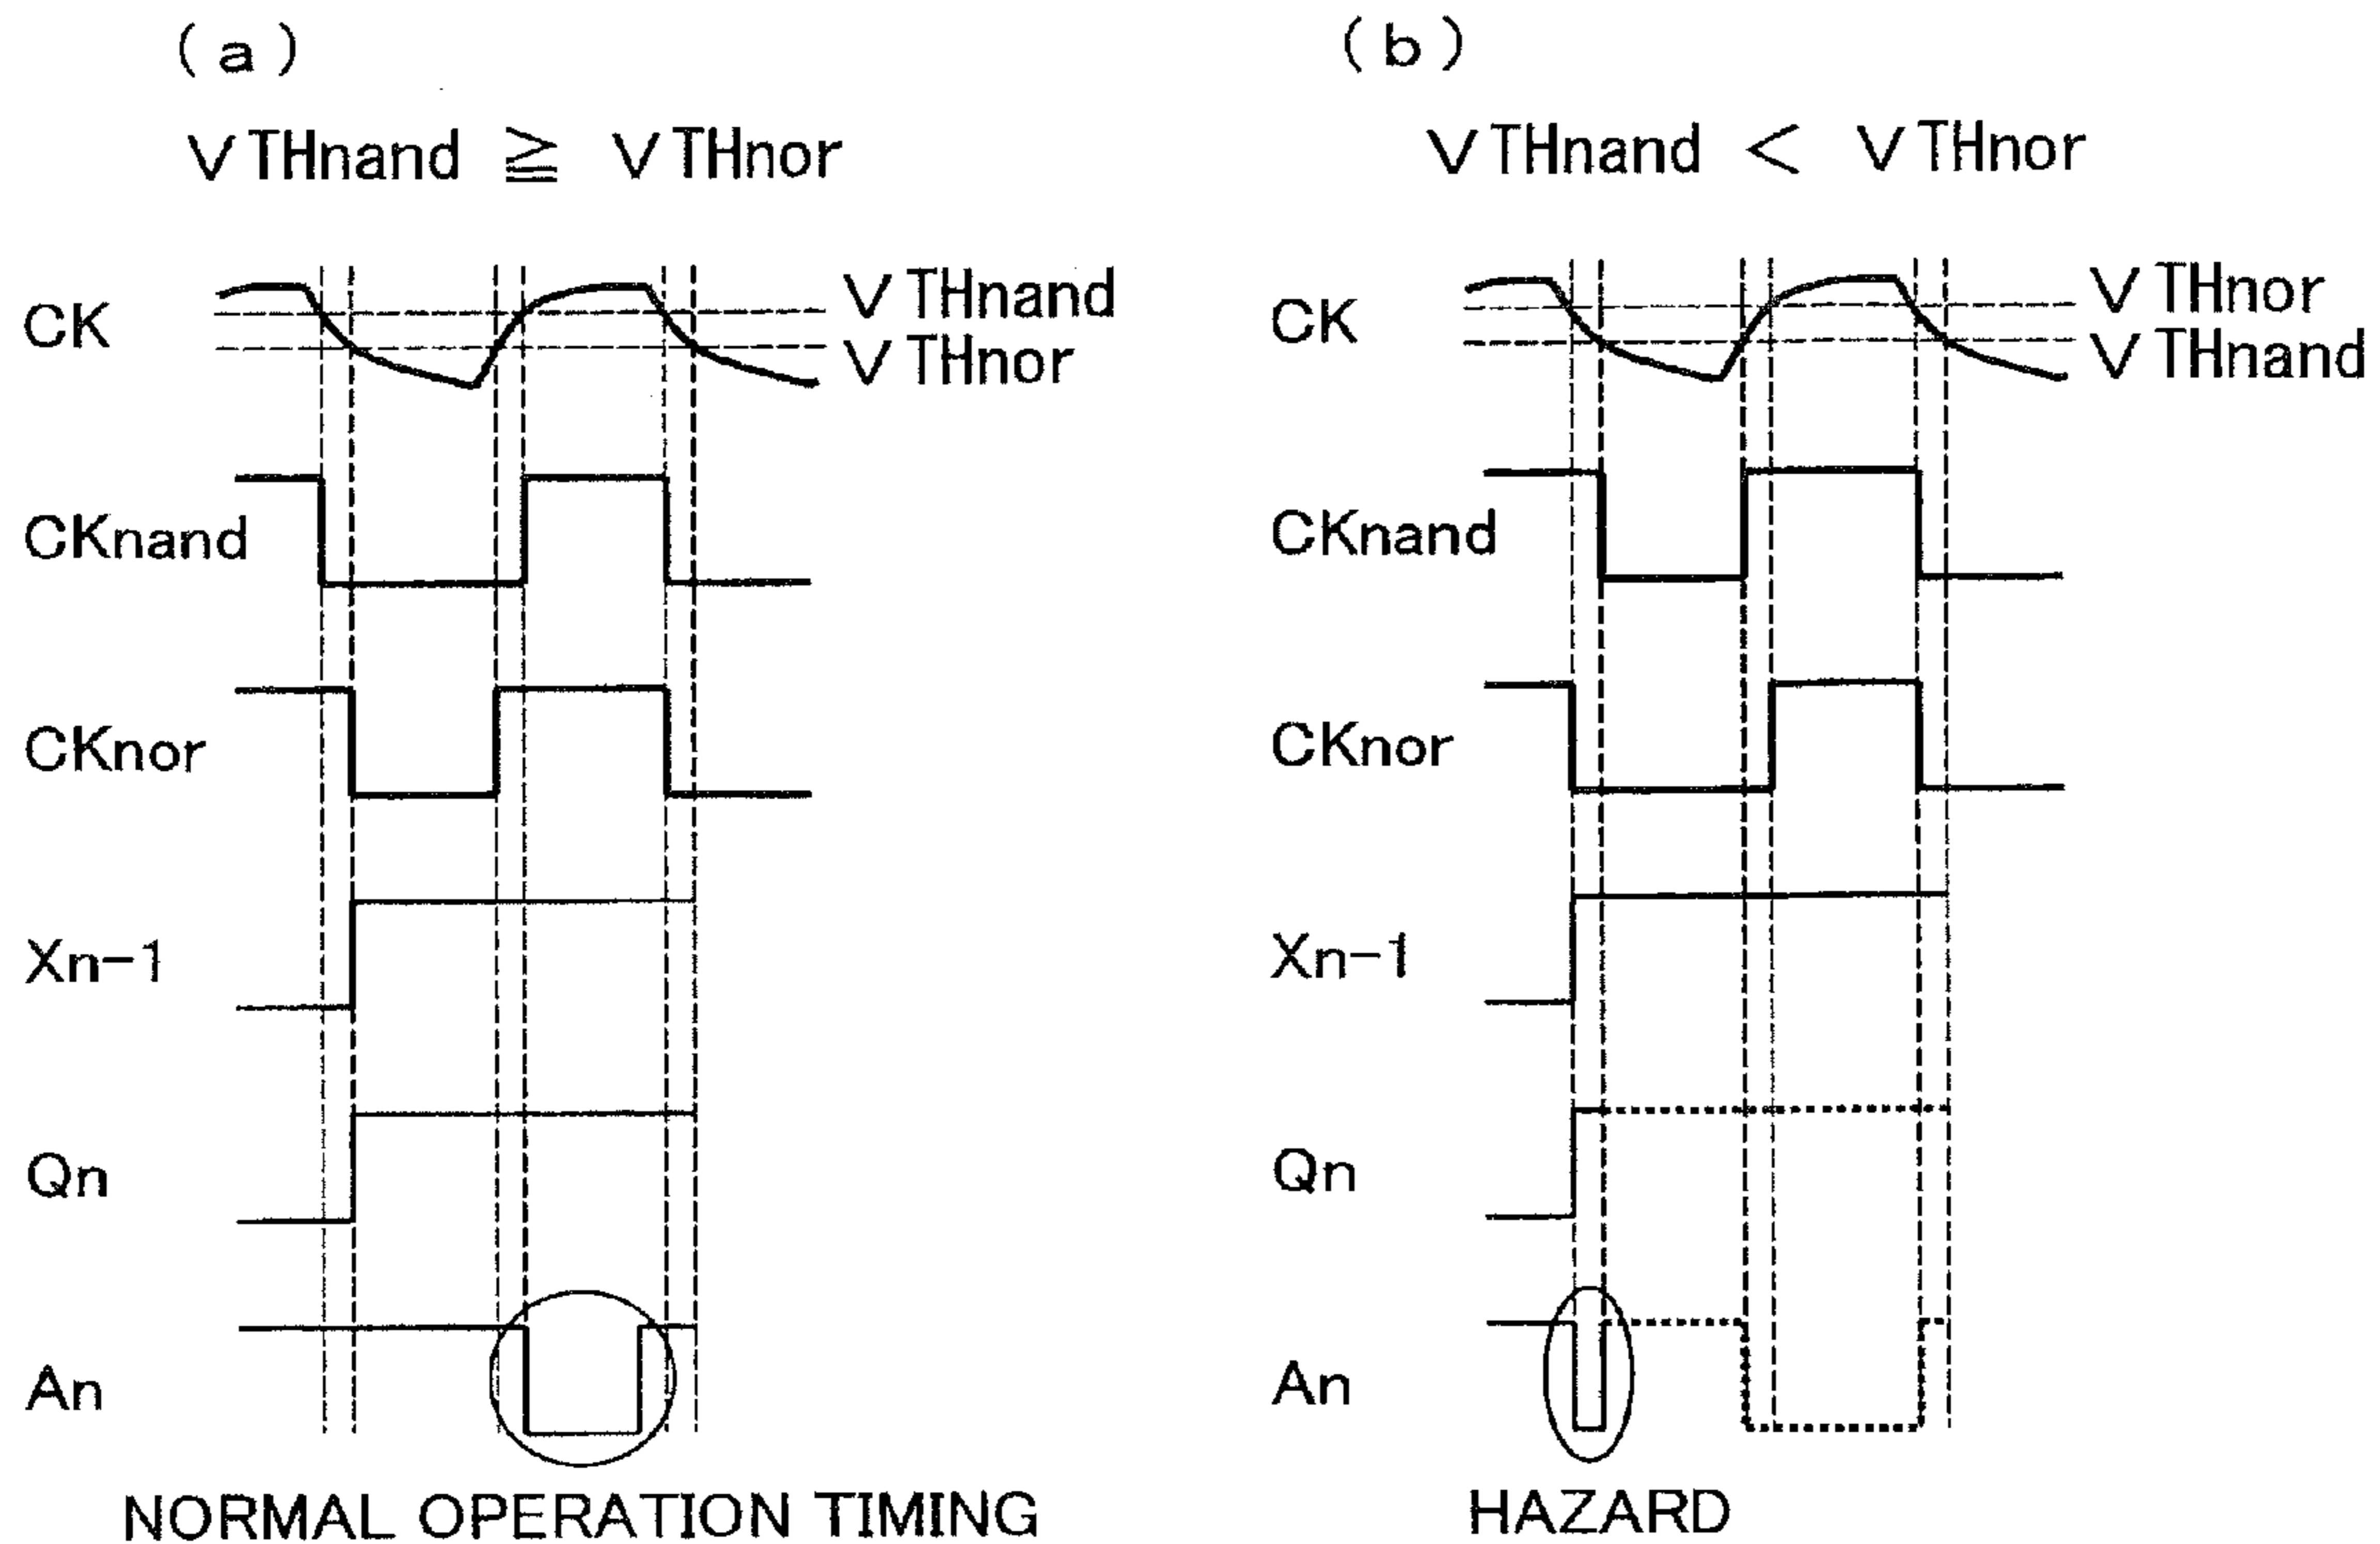 (a)
VTHnand ≧ VTHnor
CK
VTHnand
VTHnor
CKnand
CKnor
Xn-1
Qn
An
NORMAL OPERATION TIMING
(b)
VTHnand < VTHnor
CK
VTHnor
VTHnand
CKnand
CKnor
Xn-1
Qn
An
HAZARD